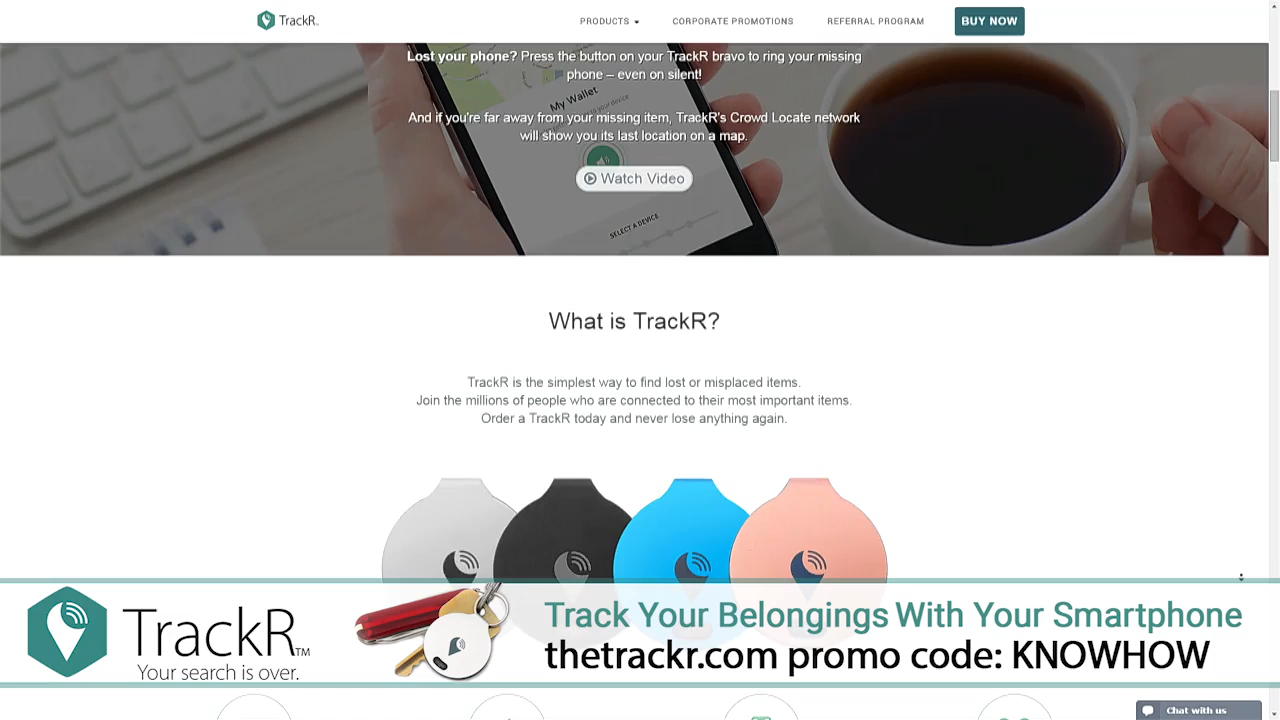 TrackR
PRODUCTS
CORPORATE PROMOTIONS
REFERRAL PROGRAM
BUY NOW
Lost your phone? Press the button on your TrackR bravo to ring your missing
phone – even on silent!
My Wallet
And if you're far away from your missing item, TrackR's Crowd Locate network
will show you its last location on a map.
Watch Video
SELECT A DEVICE
What is TrackR?
TrackR is the simplest way to find lost or misplaced items.
Join the millions of people who are connected to their most important items.
Order a TrackR today and never lose anything again.
TrackR™
Your search is over.
Track Your Belongings With Your Smartphone
thetrackr.com promo code: KNOWHOW
Chat with us